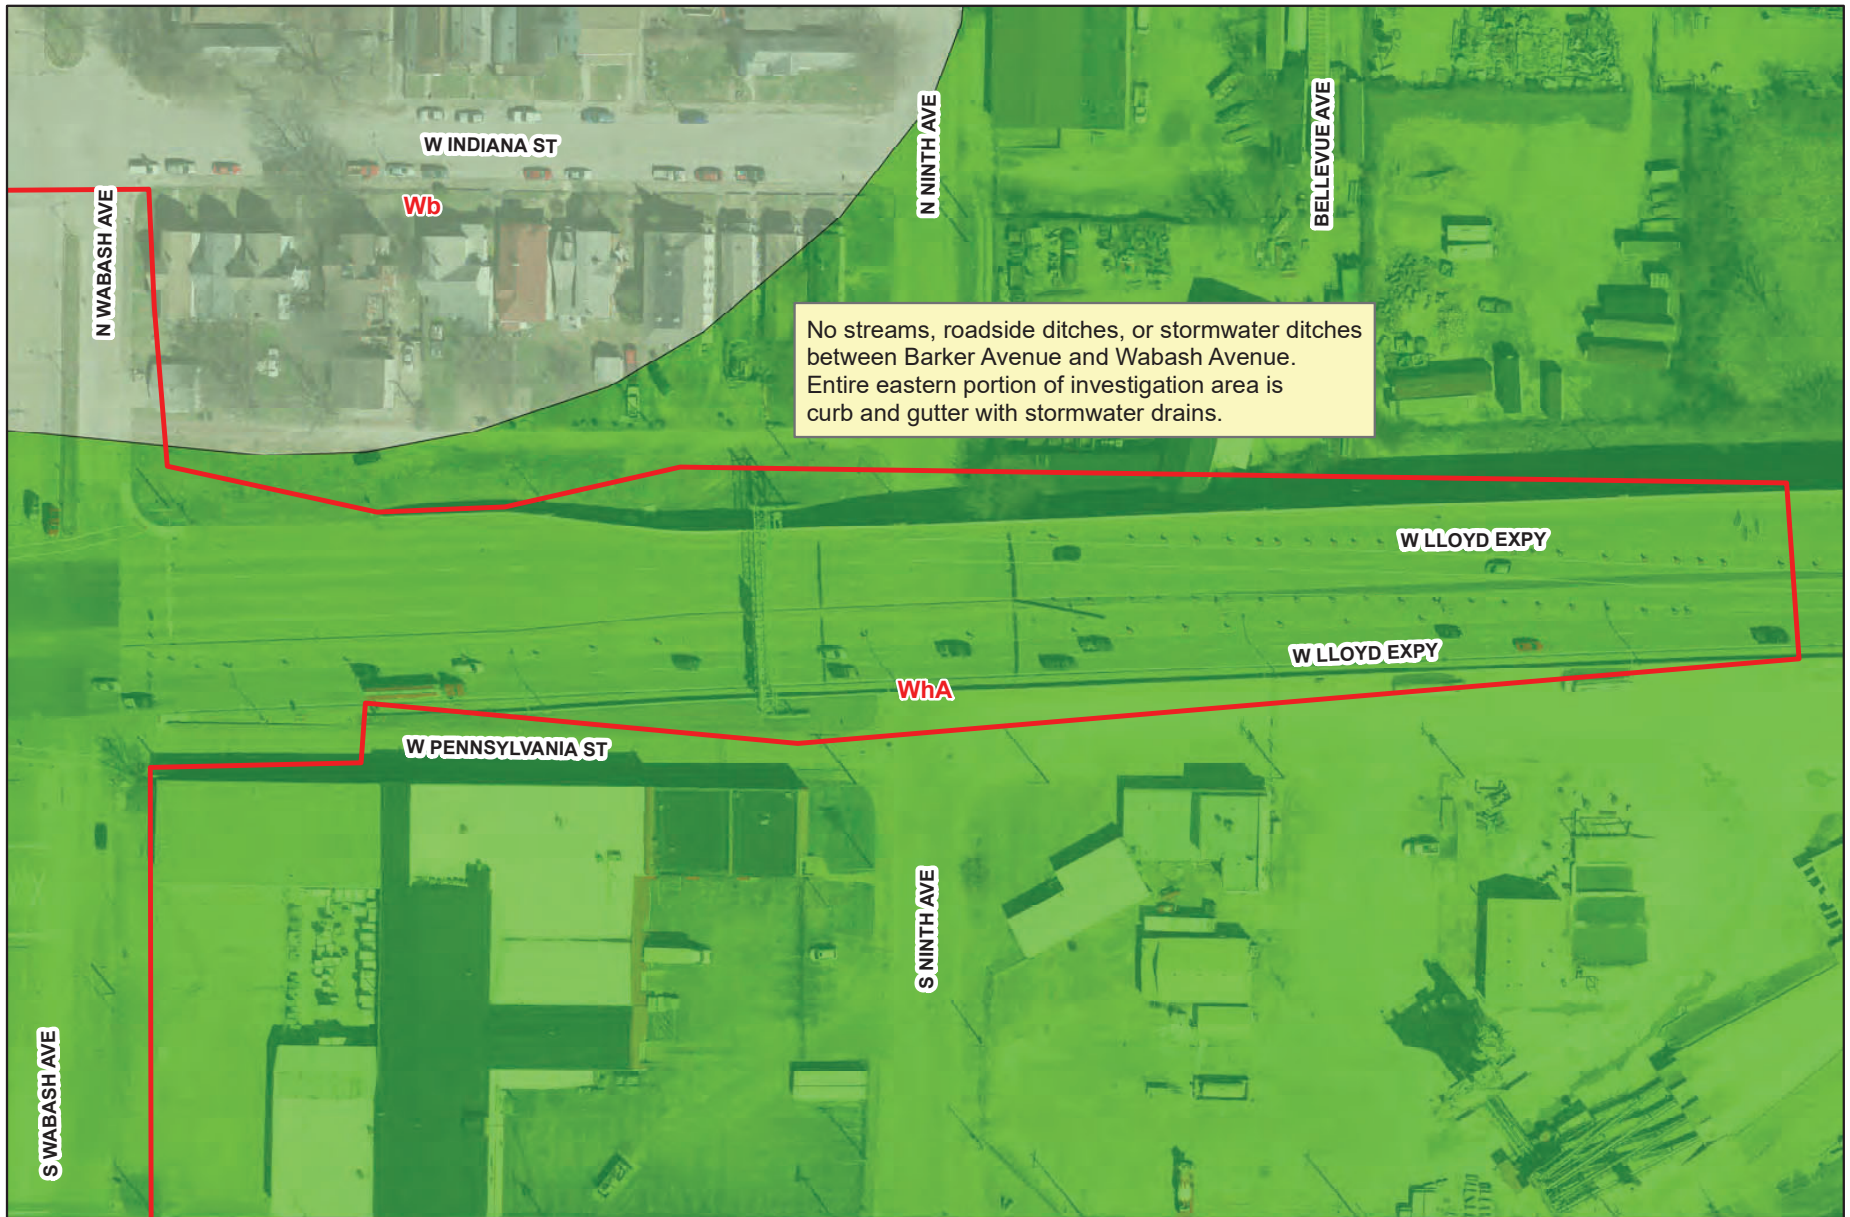 W INDIANA ST
N WABASH AVE
Wb
N NINTH AVE
BELLEVUE AVE
No streams, roadside ditches, or stormwater ditches
between Barker Avenue and Wabash Avenue.
Entire eastern portion of investigation area is
curb and gutter with stormwater drains.
W LLOYD EXPY
W LLOYD EXPY
WhA
W PENNSYLVANIA ST
S NINTH AVE
S WABASH AVE